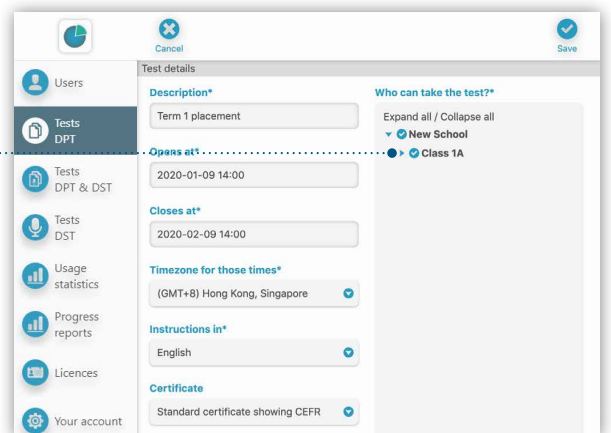 Cancel
Save
Users
Tests
DPT
Tests
DPT & DST
Tests
DST
Usage
statistics
Progress
reports
Licences
Your account
Test details
Description*
Term 1 placement
Opens at*
2020-01-09 14:00
Closes at*
2020-02-09 14:00
Timezone for those times*
(GMT+8) Hong Kong, Singapore
Instructions in*
English
Certificate
Standard certificate showing CEFR
Who can take the test?*
Expand all / Collapse all
New School
Class 1A